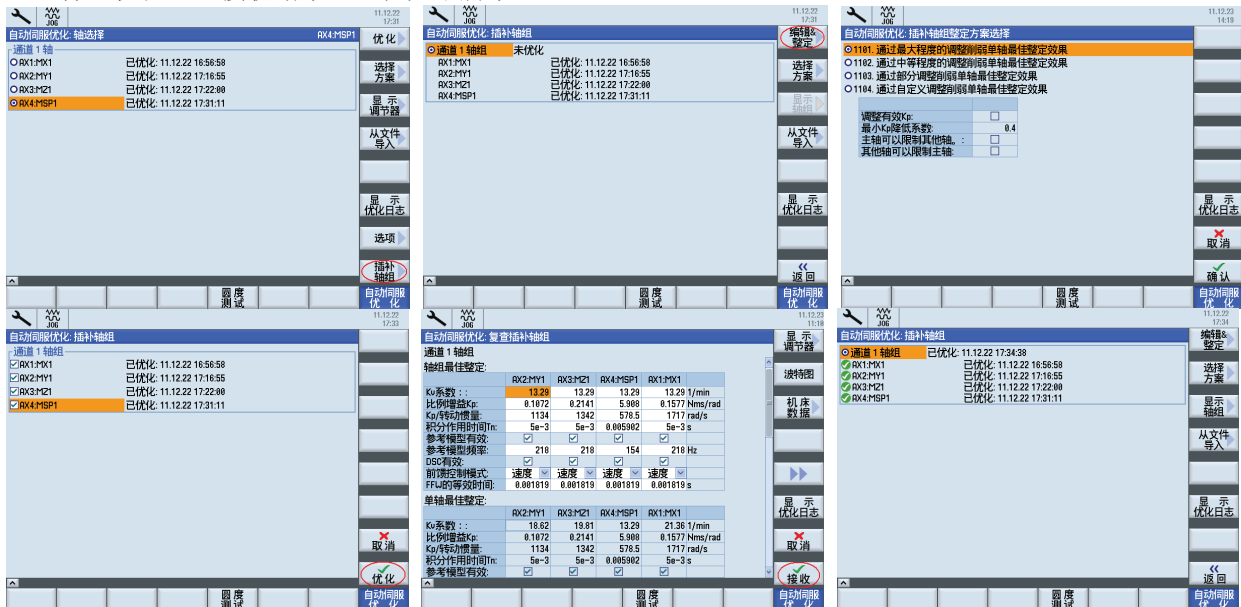 JOG
11.12.22
17:31
自动伺服优化: 轴选择
AX4:MSP1
通道 1 轴
AX1:MX1 已优化: 11.12.22 16:56:58
AX2:MY1 已优化: 11.12.22 17:16:55
AX3:MZ1 已优化: 11.12.22 17:22:00
AX4:MSP1 已优化: 11.12.22 17:31:11
优 化
选择
方案
显 示
调节器
从文件
导入
显 示
优化日志
选项
插补
轴组
圆 度
测 试
自动伺服
优 化
JOG
11.12.22
17:31
自动伺服优化: 插补轴组
通道 1 轴组 未优化
AX1:MX1 已优化: 11.12.22 16:56:58
AX2:MY1 已优化: 11.12.22 17:16:55
AX3:MZ1 已优化: 11.12.22 17:22:00
AX4:MSP1 已优化: 11.12.22 17:31:11
编辑&
整定
选择
方案
显示
轴组
从文件
导入
显 示
优化日志
«
返 回
圆 度
测 试
自动伺服
优 化
JOG
11.12.23
14:19
自动伺服优化: 插补轴组整定方案选择
1101. 通过最大程度的调整削弱单轴最佳整定效果
1102. 通过中等程度的调整削弱单轴最佳整定效果
1103. 通过部分调整削弱单轴最佳整定效果
1104. 通过自定义调整削弱单轴最佳整定效果
调整有效Kp:
最小Kp降低系数: 0.4
主轴可以限制其他轴。:
其他轴可以限制主轴:
显 示
优化日志
取 消
确 认
圆 度
测 试
自动伺服
优 化
JOG
11.12.22
17:33
自动伺服优化: 插补轴组
通道 1 轴组
AX1:MX1 已优化: 11.12.22 16:56:58
AX2:MY1 已优化: 11.12.22 17:16:55
AX3:MZ1 已优化: 11.12.22 17:22:00
AX4:MSP1 已优化: 11.12.22 17:31:11
取 消
优 化
圆 度
测 试
自动伺服
优 化
JOG
11.12.23
11:10
自动伺服优化: 复查插补轴组
通道 1 轴组
轴组最佳整定:
AX2:MY1 AX3:MZ1 AX4:MSP1 AX1:MX1
Kv系数: : 13.29 13.29 13.29 13.29 1/min
比例增益Kp: 0.1072 0.2141 5.908 0.1577 Nms/rad
Kp/转动惯量: 1134 1342 578.5 1717 rad/s
积分作用时间Tn: 5e-3 5e-3 0.005902 5e-3 s
参考模型有效:
参考模型频率: 218 218 154 218 Hz
DSC有效:
前馈控制模式: 速度 速度 速度 速度
FFW的等效时间: 0.001819 0.001819 0.001819 0.001819 s
单轴最佳整定:
AX2:MY1 AX3:MZ1 AX4:MSP1 AX1:MX1
Kv系数: : 18.62 19.81 13.29 21.36 1/min
比例增益Kp: 0.1072 0.2141 5.908 0.1577 Nms/rad
Kp/转动惯量: 1134 1342 578.5 1717 rad/s
积分作用时间Tn: 5e-3 5e-3 0.005902 5e-3 s
参考模型有效:
显 示
调节器
波特图
机 床
数 据
显 示
优化日志
取 消
接 收
圆 度
测 试
自动伺服
优 化
JOG
11.12.22
17:34
自动伺服优化: 插补轴组
通道 1 轴组 已优化: 11.12.22 17:34:38
AX1:MX1 已优化: 11.12.22 16:56:58
AX2:MY1 已优化: 11.12.22 17:16:55
AX3:MZ1 已优化: 11.12.22 17:22:00
AX4:MSP1 已优化: 11.12.22 17:31:11
编辑&
整定
选择
方案
显示
轴组
从文件
导入
显 示
优化日志
«
返 回
圆 度
测 试
自动伺服
优 化